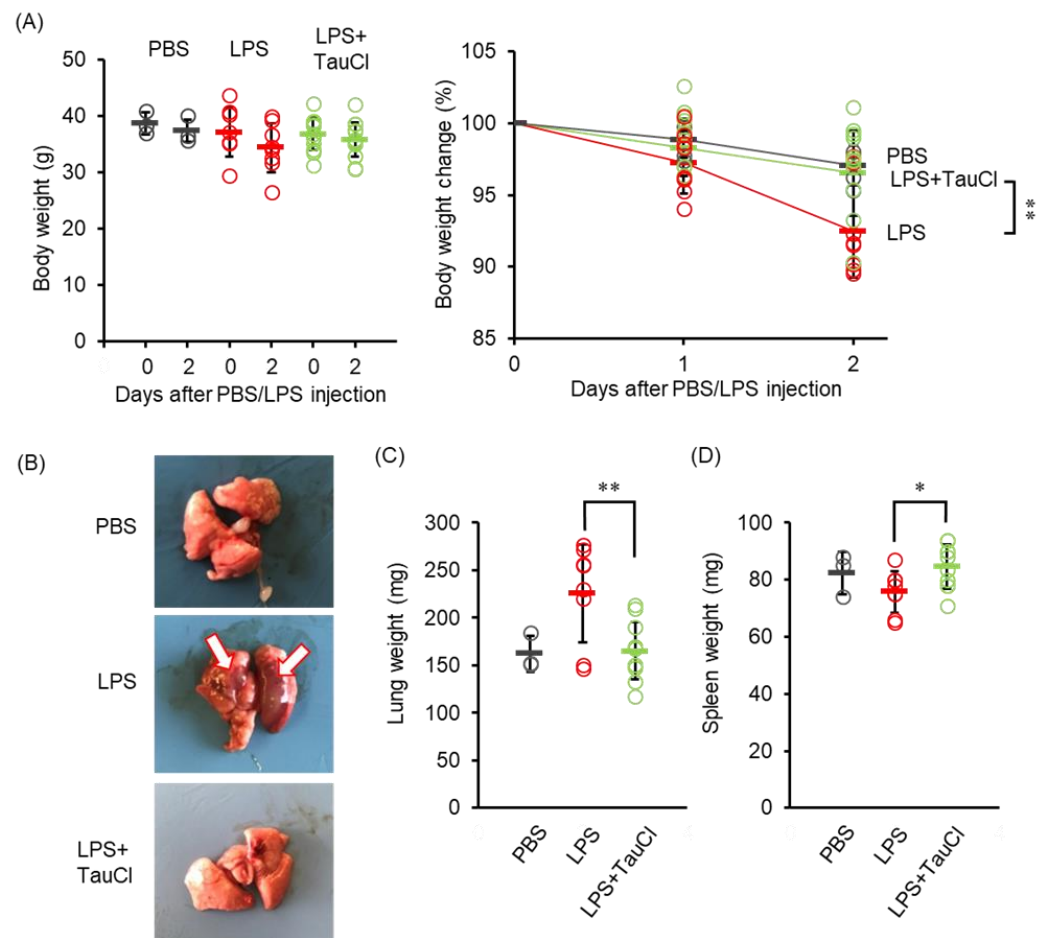 (A)
PBS
LPS
LPS+
TauCl
Body weight (g)
50
40
30
20
10
0
0 2 0 2 0 2
Days after PBS/LPS injection
Body weight change (%)
105
100
95
90
85
0 1 2
Days after PBS/LPS injection
PBS
LPS+TauCl
LPS
**
(B)
PBS
LPS
LPS+
TauCl
(C)
**
Lung weight (mg)
300
250
200
150
100
50
0
PBS
LPS
LPS+TauCl
(D)
*
Spleen weight (mg)
100
80
60
40
20
0
PBS
LPS
LPS+TauCl